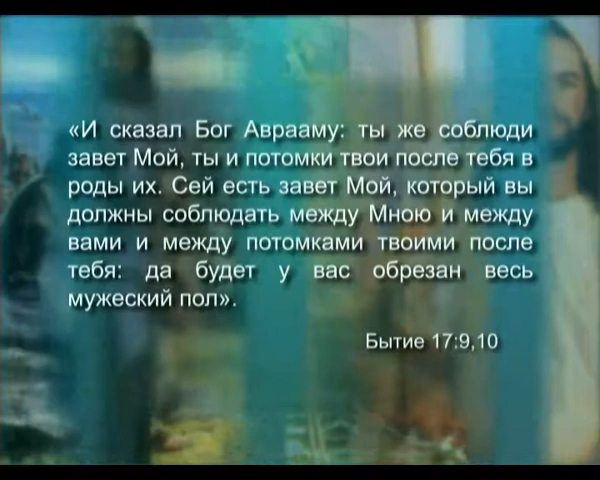 «И сказал Бог Аврааму: ты же соблюди
завет Мой, ты и потомки твои после тебя в
роды их. Сей есть завет Мой, который вы
должны соблюдать между Мною и между
вами и между потомками твоими после
тебя: да будет у вас обрезан весь
мужеский пол».
Бытие 17:9,10